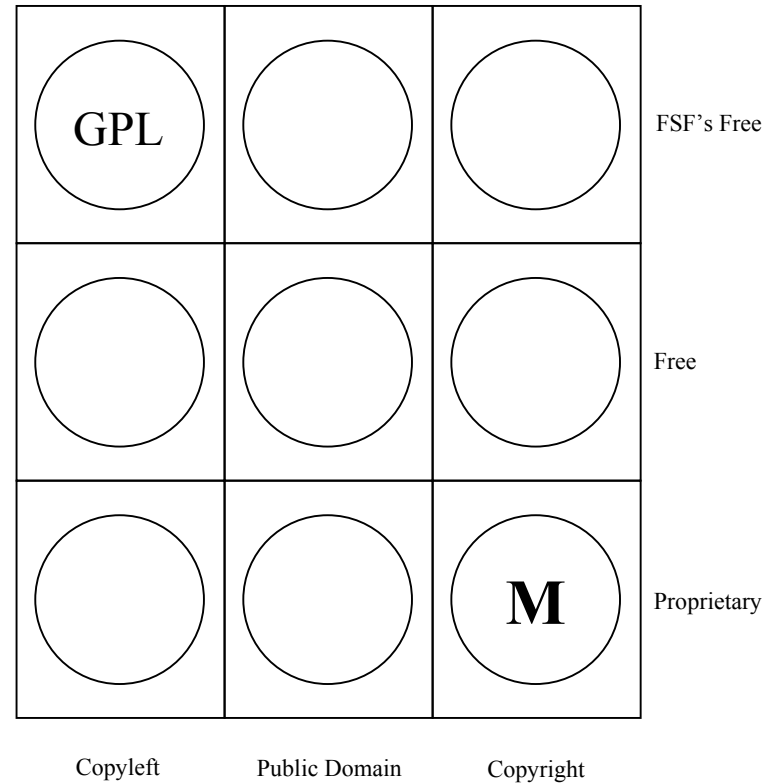 GPL
FSF’s Free
Free
M
Proprietary
Copyleft
Public Domain
Copyright